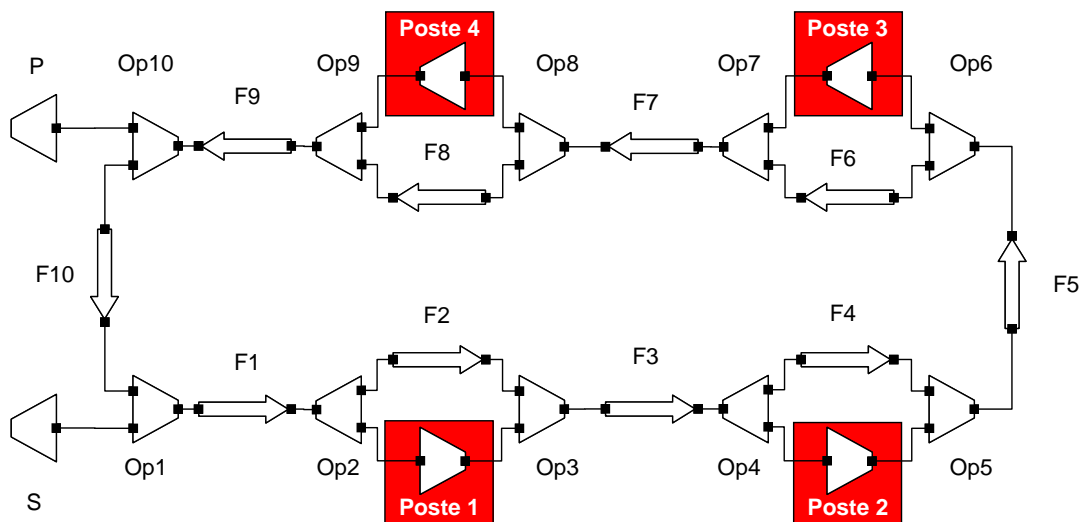 Poste 4
Poste 3
P
Op10
Op9
Op8
Op7
Op6
F9
F7
F8
F6
F10
F5
F2
F4
F1
F3
Op1
Op2
Op3
Op4
Op5
S
Poste 1
Poste 2